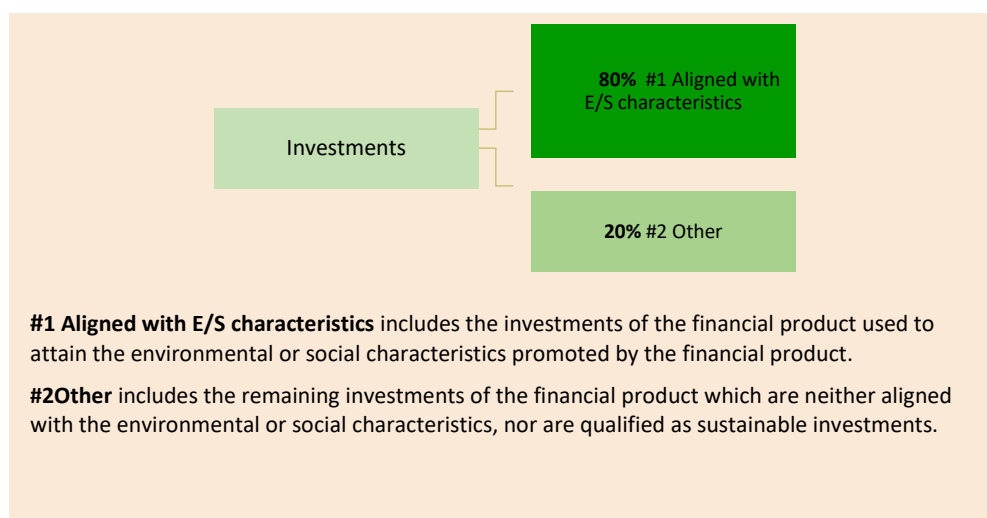 80% #1 Aligned with
E/S characteristics
Investments
20% #2 Other
#1 Aligned with E/S characteristics includes the investments of the financial product used to
attain the environmental or social characteristics promoted by the financial product.
#2Other includes the remaining investments of the financial product which are neither aligned
with the environmental or social characteristics, nor are qualified as sustainable investments.